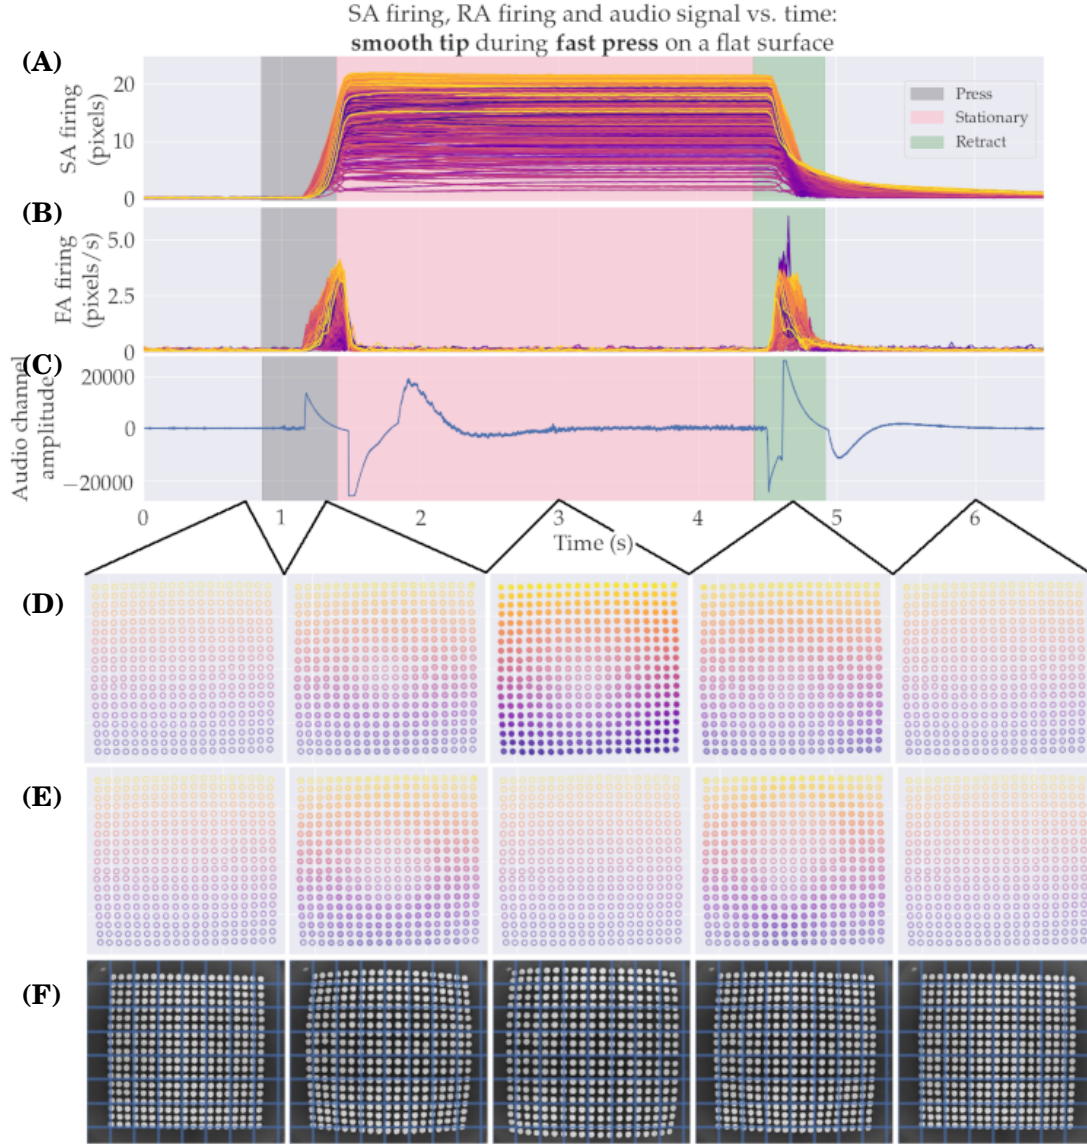 SA firing, RA firing and audio signal vs. time:
smooth tip during fast press on a flat surface
(A)
SA firing
(pixels)
20
10
0
Press
Stationary
Retract
(B)
FA firing
(pixels/s)
5.0
2.5
0
(C)
Audio channel
amplitude
20000
0
−20000
0 1 2 3 4 5 6
Time (s)
(D)
(E)
(F)